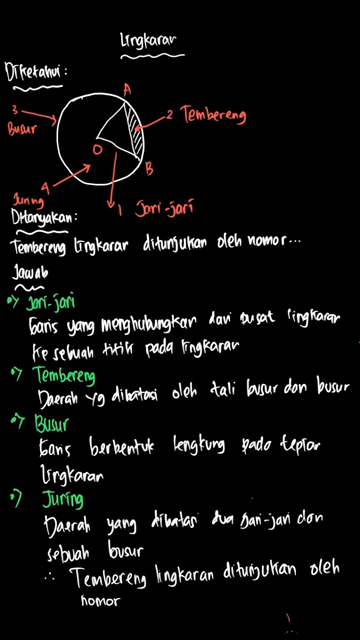 Lingkaran
Diketahui:
A
3
Busur
2 Tembereng
O
B
4
Juring
1 Jari-jari
Ditanyakan:
Tembereng lingkaran ditunjukan oleh nomor...
Jawab
Jari-jari
Garis yang menghubungkan dari pusat lingkaran
ke sebuah titik pada lingkaran
Tembereng
Daerah yg dibatasi oleh tali busur dan busur
Busur
Garis berbentuk lengkung pada tepian
lingkaran
Juring
Daerah yang dibatasi dua jari-jari dan
sebuah busur
∴ Tembereng lingkaran ditunjukan oleh
nomor